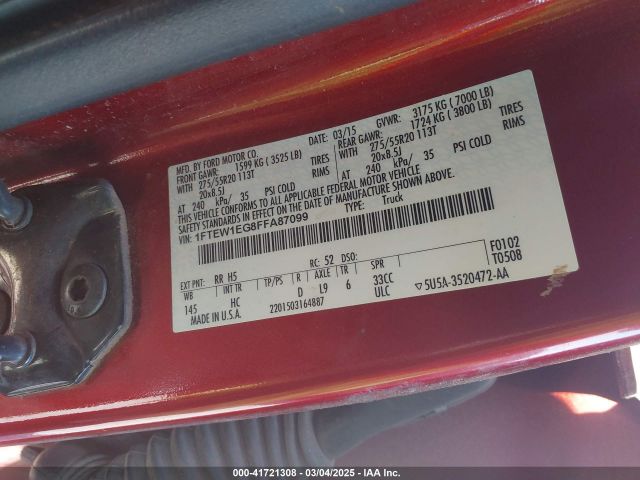 MFD. BY FORD MOTOR CO.
DATE: 03/15 GVWR: 3175 KG ( 7000 LB)
FRONT GAWR: 1599 KG ( 3525 LB) REAR GAWR: 1724 KG ( 3800 LB)
WITH 275/55R20 113T TIRES WITH 275/55R20 113T TIRES
20x8.5J RIMS 20x8.5J RIMS
AT 240 kPa/ 35 PSI COLD AT 240 kPa/ 35 PSI COLD
THIS VEHICLE CONFORMS TO ALL APPLICABLE FEDERAL MOTOR VEHICLE
SAFETY STANDARDS IN EFFECT ON THE DATE OF MANUFACTURE SHOWN ABOVE.
VIN: 1FTEW1EG8FFA87099 TYPE: Truck
EXT PNT: RR H5 RC: 52 DSO: F0102
WB INT TR TP/PS R AXLE TR SPR T0508
145 HC D L9 6 33CC
MADE IN U.S.A. 2201503164887 ULC 5U5A-3520472-AA
000-41721308 - 03/04/2025 - IAA Inc.